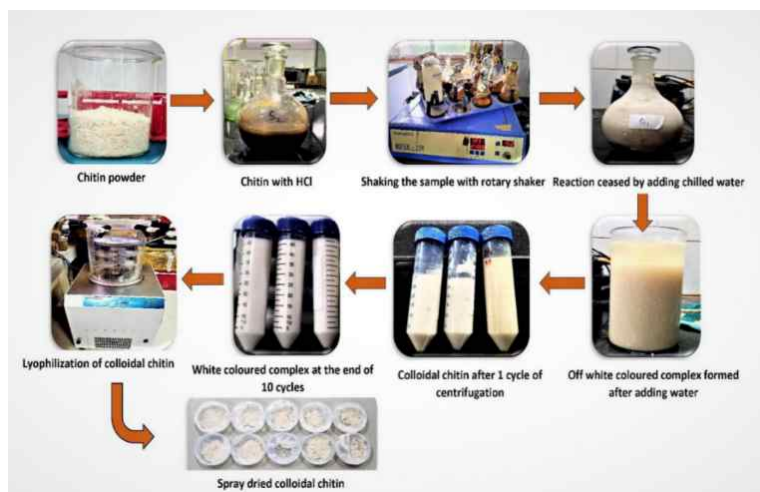 Chitin powder
Chitin with HCl
Shaking the sample with rotary shaker
Reaction ceased by adding chilled water
Lyophilization of colloidal chitin
White coloured complex at the end of
10 cycles
Colloidal chitin after 1 cycle of
centrifugation
Off white coloured complex formed
after adding water
Spray dried colloidal chitin